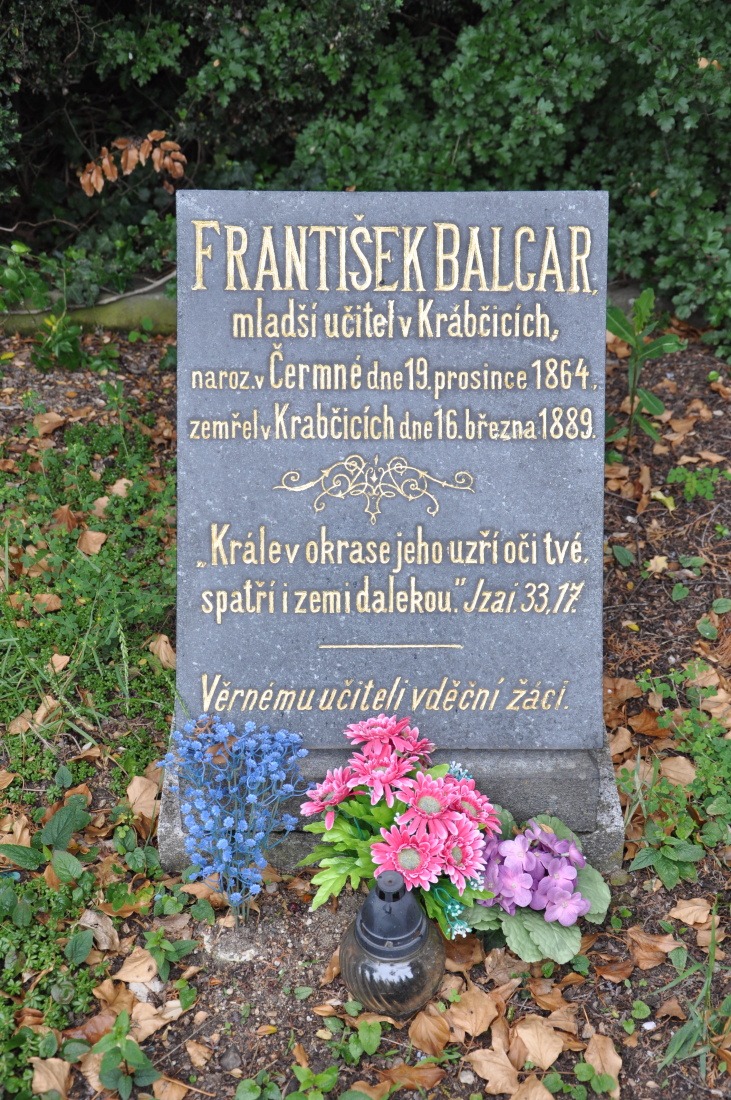 FRANTIŠEK BALCAR,
mladší učitel v Krábčicích,
naroz. v Čermné dne 19. prosince 1864,
zemřel v Krabčicích dne 16. března 1889.
„Krále v okrase jeho uzří oči tvé,
spatří i zemi dalekou." Jzai. 33, 17.
Věrnému učiteli vděční žáci.